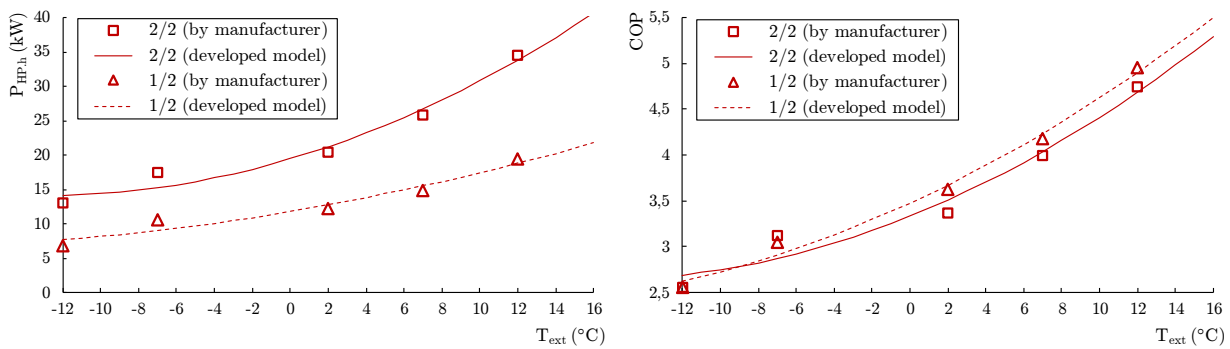 P_HP.h (kW)
40
35
30
25
20
15
10
5
0
2/2 (by manufacturer)
2/2 (developed model)
1/2 (by manufacturer)
1/2 (developed model)
-12 -10 -8 -6 -4 -2 0 2 4 6 8 10 12 14 16
T_ext (°C)
COP
5,5
5
4,5
4
3,5
3
2,5
2/2 (by manufacturer)
2/2 (developed model)
1/2 (by manufacturer)
1/2 (developed model)
-12 -10 -8 -6 -4 -2 0 2 4 6 8 10 12 14 16
T_ext (°C)